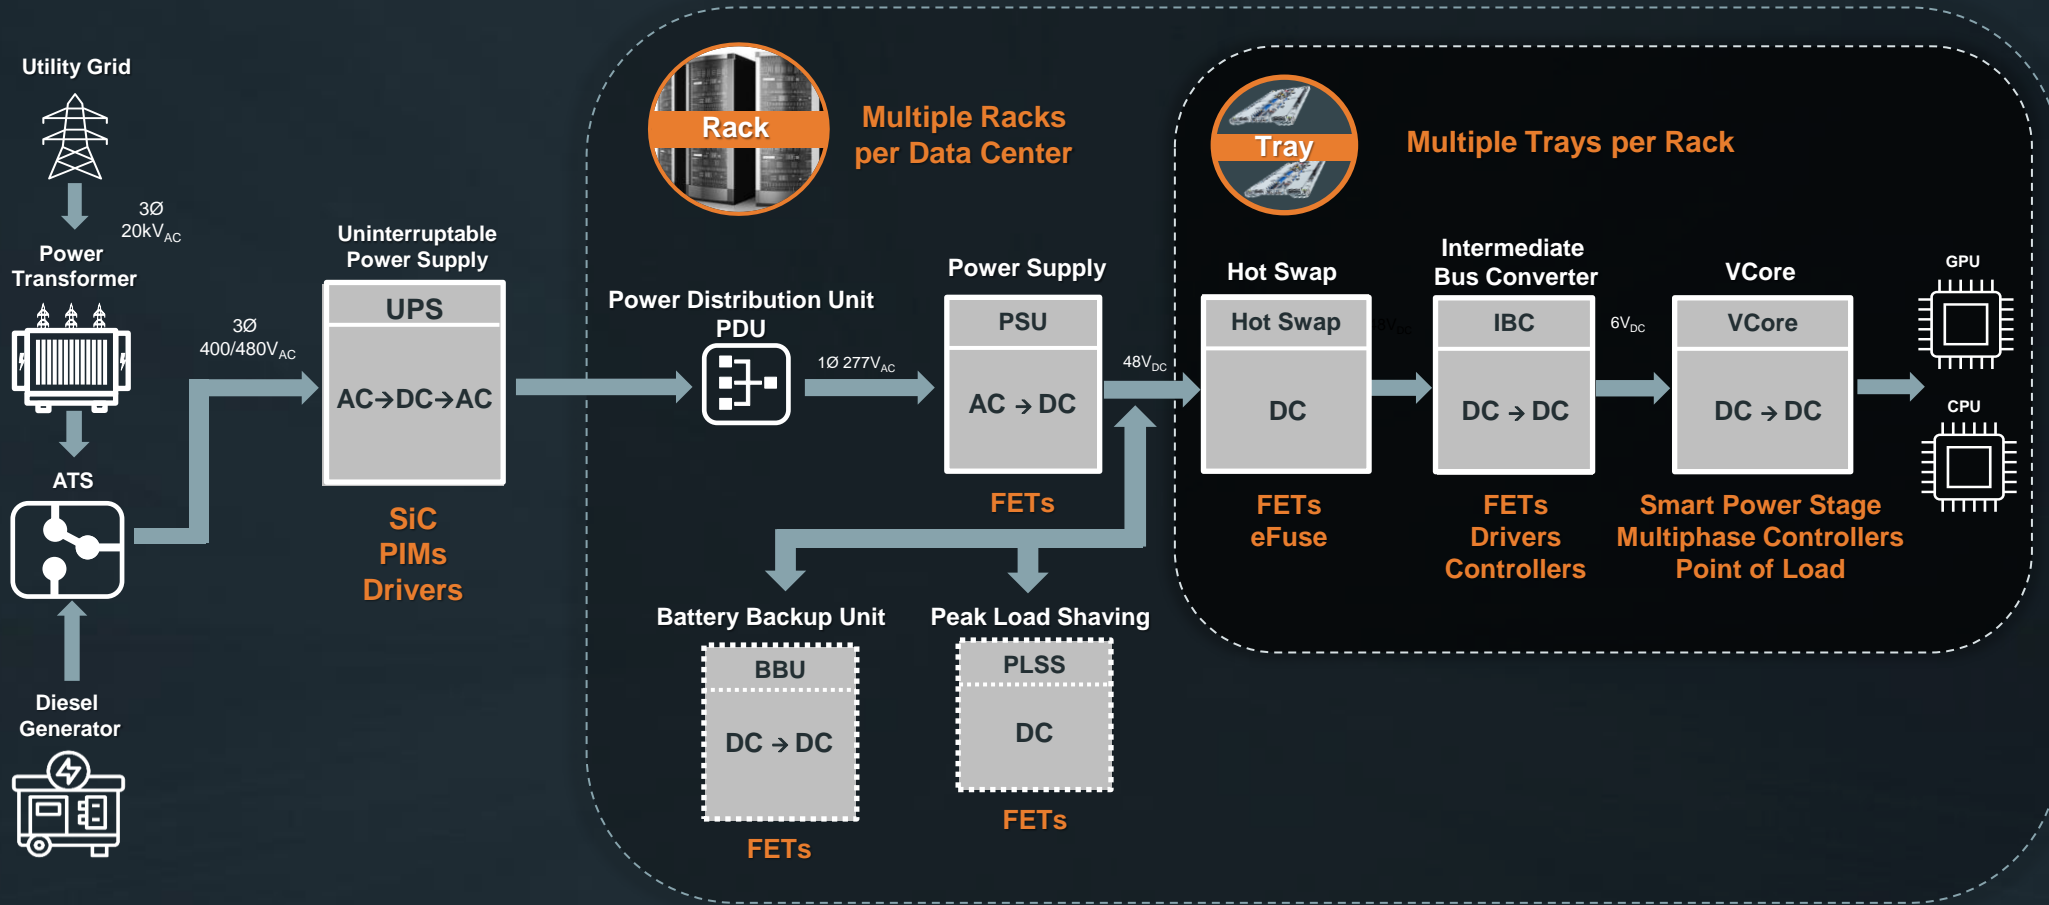 Utility Grid
3Ø
20kVAC
Power
Transformer
3Ø
400/480VAC
ATS
Diesel
Generator
Uninterruptable
Power Supply
UPS
AC→DC→AC
SiC
PIMs
Drivers
Rack
Multiple Racks
per Data Center
Power Distribution Unit
PDU
1Ø 277VAC
Power Supply
PSU
AC → DC
FETs
48VDC
Battery Backup Unit
BBU
DC → DC
FETs
Peak Load Shaving
PLSS
DC
FETs
Tray
Multiple Trays per Rack
Hot Swap
Hot Swap
DC
FETs
eFuse
48VDC
Intermediate
Bus Converter
IBC
DC → DC
FETs
Drivers
Controllers
6VDC
VCore
VCore
DC → DC
Smart Power Stage
Multiphase Controllers
Point of Load
GPU
CPU